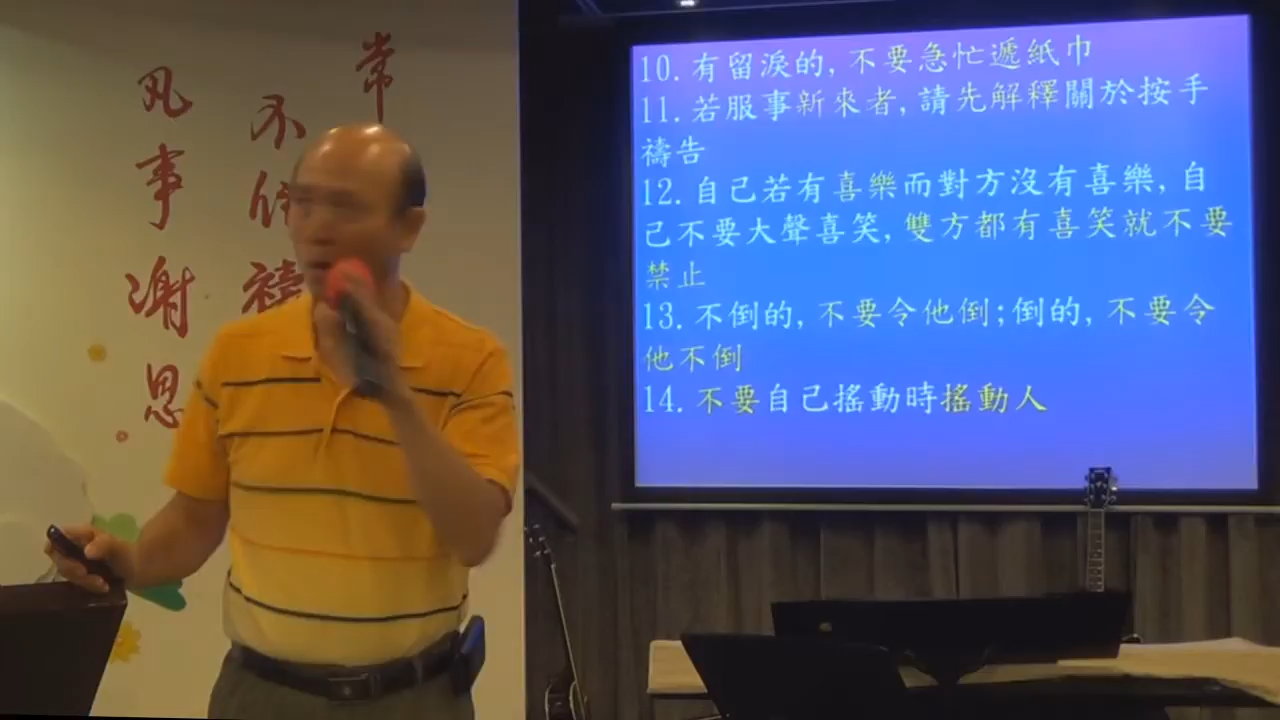 常
不住禱
凡事謝恩
10. 有留淚的, 不要急忙遞紙巾
11. 若服事新來者, 請先解釋關於按手
禱告
12. 自己若有喜樂而對方沒有喜樂, 自
己不要大聲喜笑, 雙方都有喜笑就不要
禁止
13. 不倒的, 不要令他倒; 倒的, 不要令
他不倒
14. 不要自己搖動時搖動人